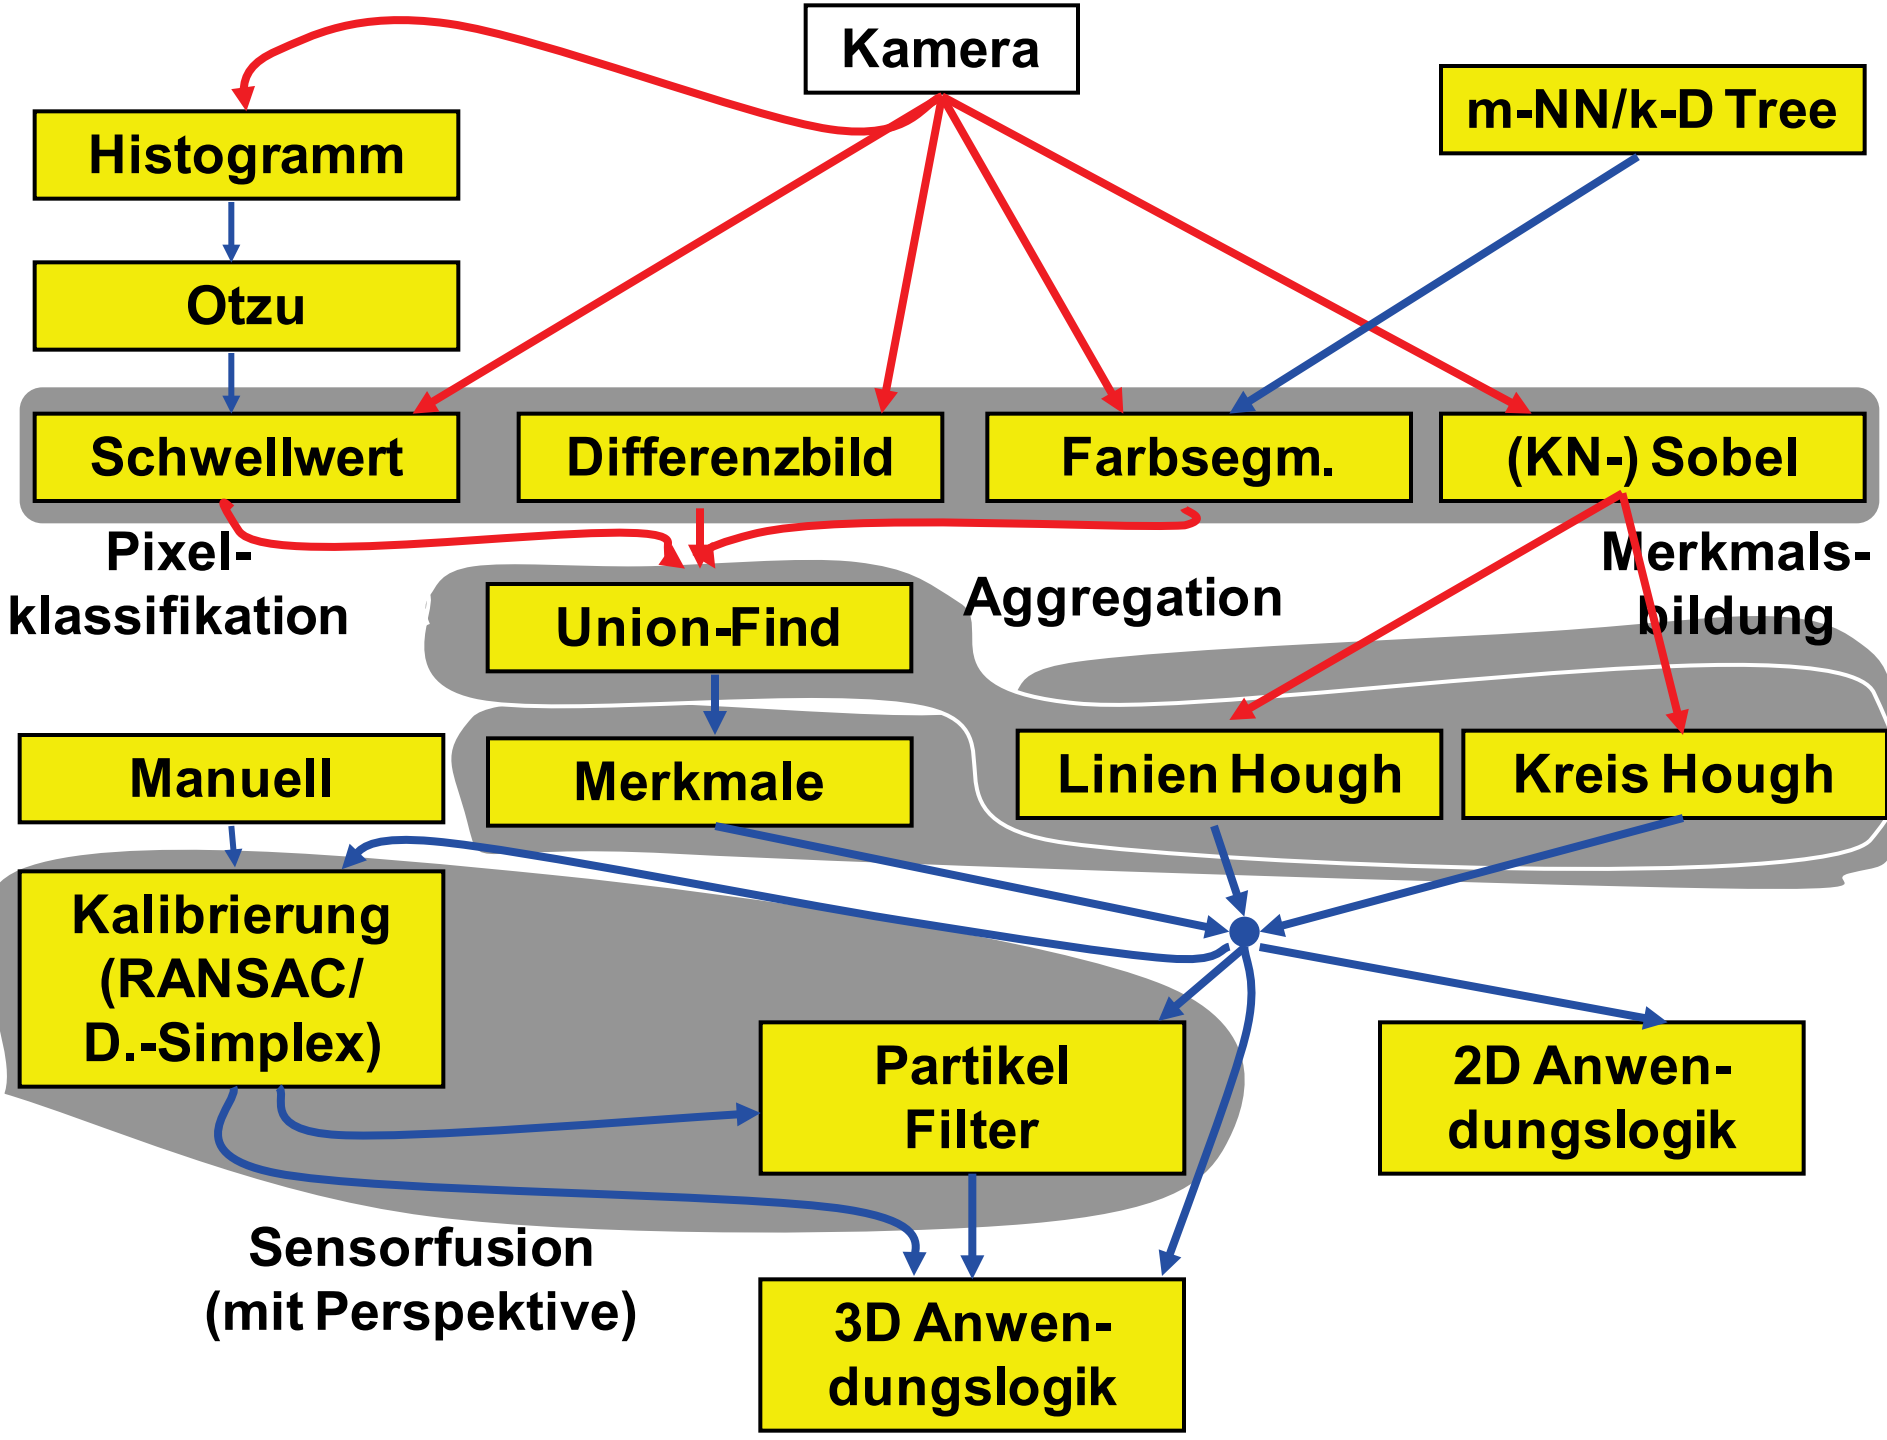 Kamera
m-NN/k-D Tree
Histogramm
Otzu
Schwellwert
Differenzbild
Farbsegm.
(KN-) Sobel
Pixel-
klassifikation
Aggregation
Merkmals-
bildung
Union-Find
Manuell
Merkmale
Linien Hough
Kreis Hough
Kalibrierung
(RANSAC/
D.-Simplex)
Partikel
Filter
2D Anwen-
dungslogik
Sensorfusion
(mit Perspektive)
3D Anwen-
dungslogik